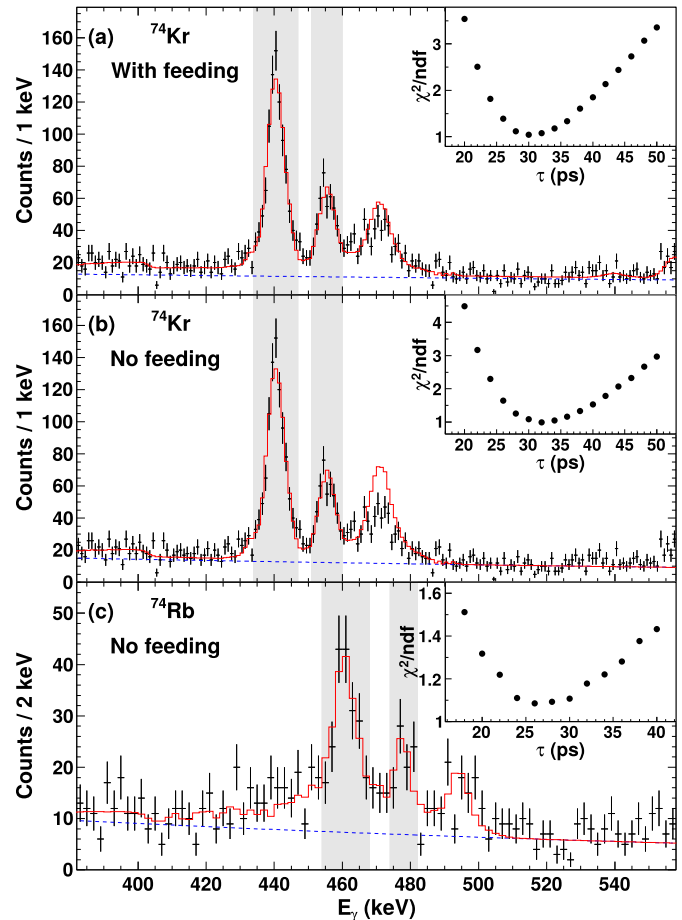 (a) ⁷⁴Kr
With feeding
Counts / 1 keV
0 20 40 60 80 100 120 140 160
χ²/ndf
1 2 3
20 25 30 35 40 45 50
τ (ps)
(b) ⁷⁴Kr
No feeding
Counts / 1 keV
0 20 40 60 80 100 120 140 160
χ²/ndf
1 2 3 4
20 25 30 35 40 45 50
τ (ps)
(c) ⁷⁴Rb
No feeding
Counts / 2 keV
0 10 20 30 40 50
χ²/ndf
1 1.2 1.4 1.6
20 25 30 35 40
τ (ps)
400 420 440 460 480 500 520 540
Eγ (keV)